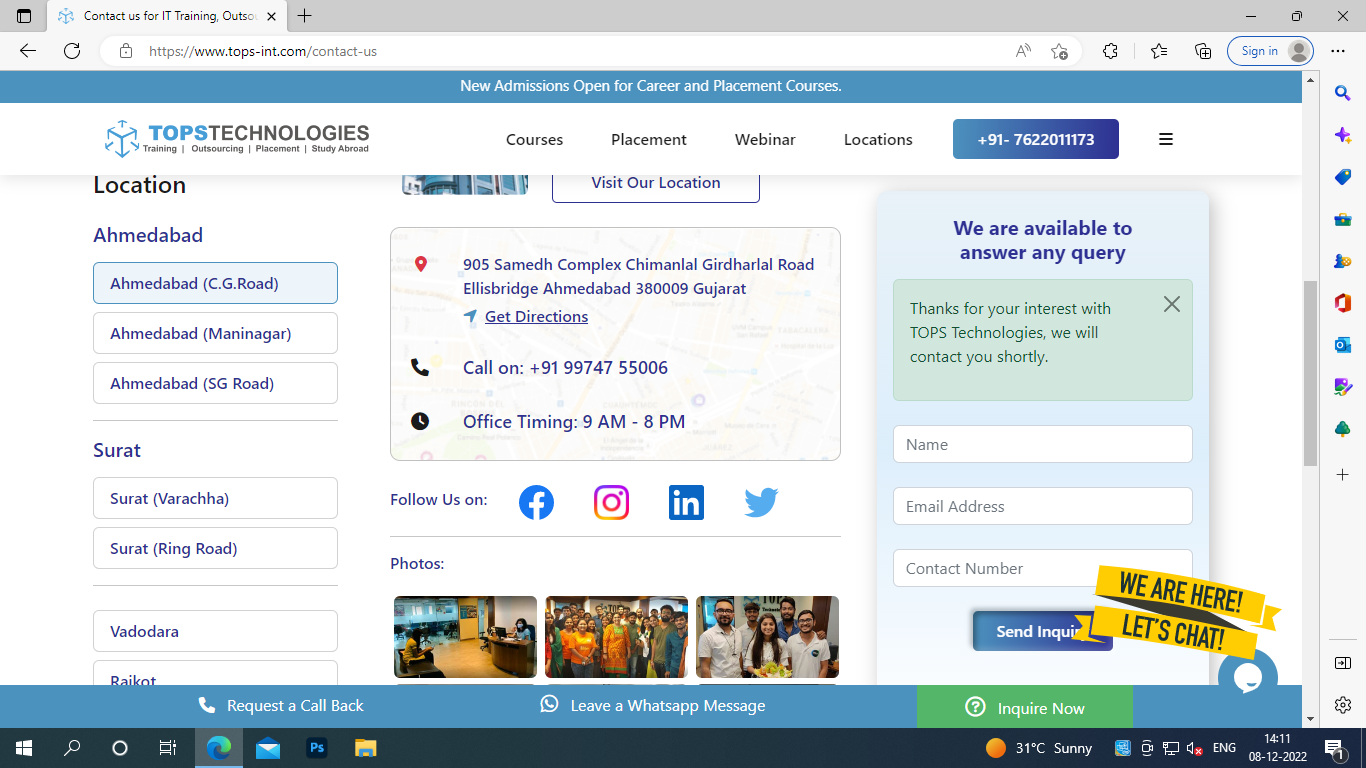 Contact us for IT Training, Outso
https://www.tops-int.com/contact-us
Sign in
New Admissions Open for Career and Placement Courses.
TOPSTECHNOLOGIES
Training | Outsourcing | Placement | Study Abroad
Courses
Placement
Webinar
Locations
+91- 7622011173
Location
Ahmedabad
Ahmedabad (C.G.Road)
Ahmedabad (Maninagar)
Ahmedabad (SG Road)
Surat
Surat (Varachha)
Surat (Ring Road)
Vadodara
Rajkot
Visit Our Location
905 Samedh Complex Chimanlal Girdharlal Road
Ellisbridge Ahmedabad 380009 Gujarat
Get Directions
Call on: +91 99747 55006
Office Timing: 9 AM - 8 PM
Follow Us on:
Photos:
We are available to
answer any query
Thanks for your interest with
TOPS Technologies, we will
contact you shortly.
Name
Email Address
Contact Number
Send Inqui
WE ARE HERE!
LET'S CHAT!
Request a Call Back
Leave a Whatsapp Message
Inquire Now
Ps
31°C Sunny
ENG
14:11
08-12-2022
1